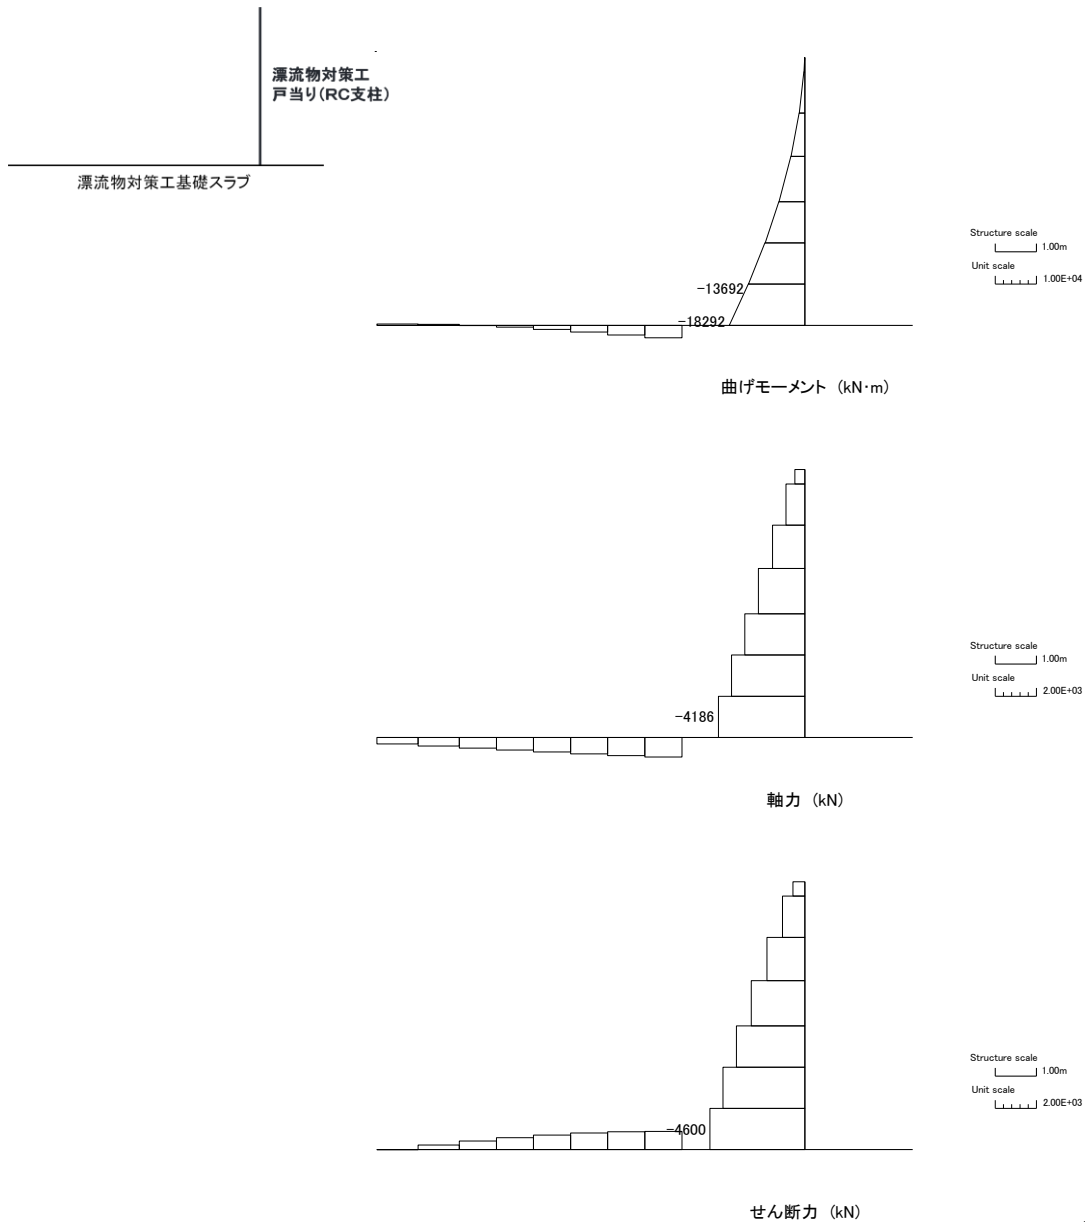 漂流物対策工
戸当り(RC支柱)
漂流物対策工基礎スラブ
Structure scale
1.00m
Unit scale
1.00E+04
-13692
-18292
曲げモーメント (kN・m)
Structure scale
1.00m
Unit scale
2.00E+03
-4186
軸力 (kN)
Structure scale
1.00m
Unit scale
2.00E+03
-4600
せん断力 (kN)